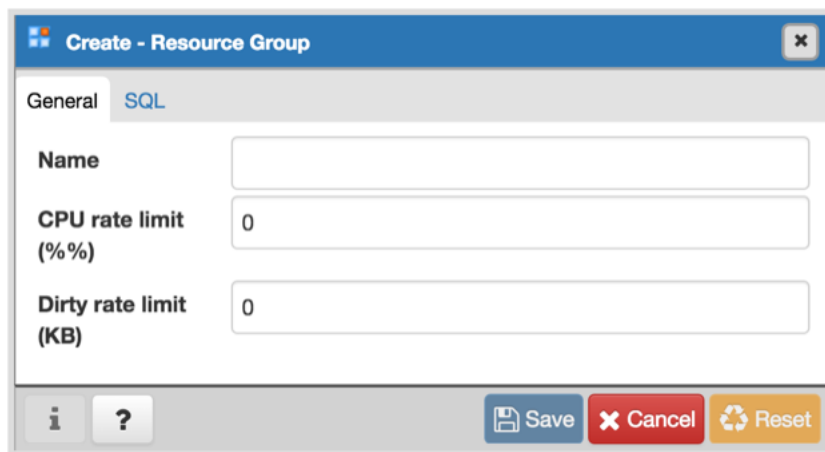 Create - Resource Group
General SQL
Name
CPU rate limit
(%%)
0
Dirty rate limit
(KB)
0
i ? Save Cancel Reset